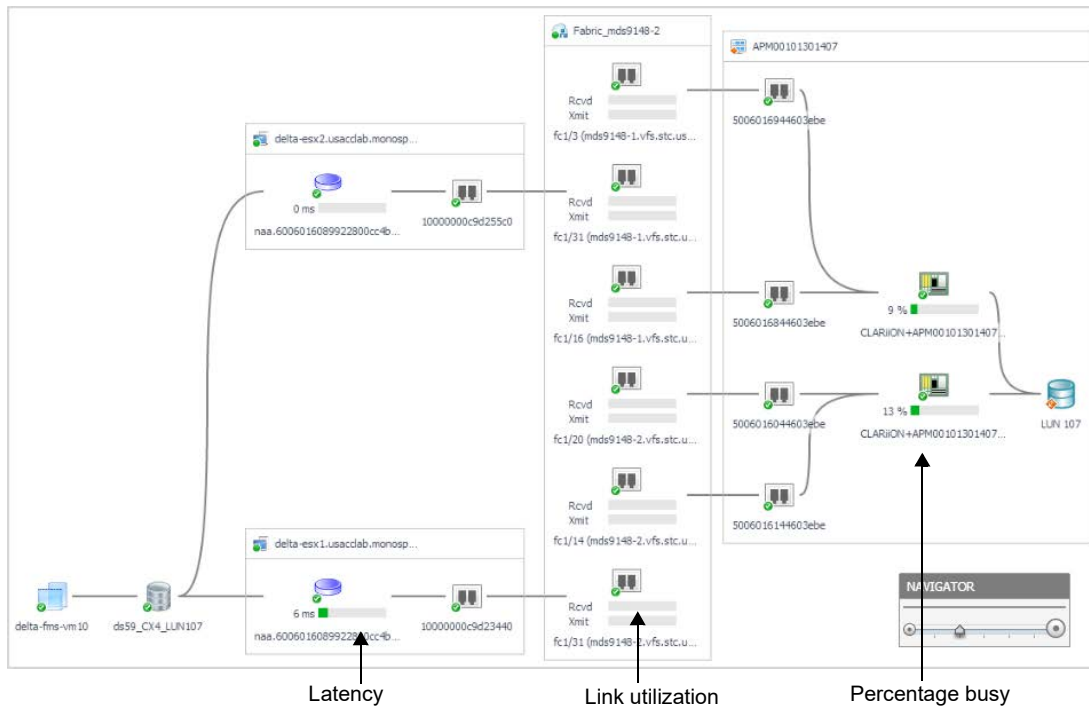 Fabric_mds9148-2
APM00101301407
Rcvd
Xmit
fc1/3 (mds9148-1.vfs.stc.us...
5006016944603ebe
delta-esx2.usacclab.monosp...
0 ms
naa.6006016089922800cc4b...
10000000c9d255c0
Rcvd
Xmit
fc1/31 (mds9148-1.vfs.stc.u...
Rcvd
Xmit
fc1/16 (mds9148-1.vfs.stc.u...
5006016844603ebe
9 %
CLARiiON+APM00101301407...
Rcvd
Xmit
fc1/20 (mds9148-2.vfs.stc.u...
5006016044603ebe
13 %
CLARiiON+APM00101301407...
LUN 107
Rcvd
Xmit
fc1/14 (mds9148-2.vfs.stc.u...
5006016144603ebe
delta-esx1.usacclab.monosp...
delta-fms-vm10
ds59_CX4_LUN107
6 ms
naa.6006016089922800cc4b...
10000000c9d23440
Rcvd
Xmit
fc1/31 (mds9148-2.vfs.stc.u...
NAVIGATOR
Latency
Link utilization
Percentage busy